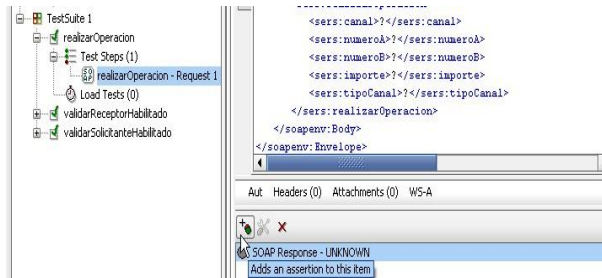 TestSuite 1
realizarOperacion
Test Steps (1)
realizarOperacion - Request 1
Load Tests (0)
validarReceptorHabilitado
validarSolicitanteHabilitado
<sers:canal>?</sers:canal>
<sers:numeroA>?</sers:numeroA>
<sers:numeroB>?</sers:numeroB>
<sers:importe>?</sers:importe>
<sers:tipoCanal>?</sers:tipoCanal>
</sers:realizarOperacion>
</soapenv:Body>
</soapenv:Envelope>
Aut Headers (0) Attachments (0) WS-A
SOAP Response - UNKNOWN
Adds an assertion to this item